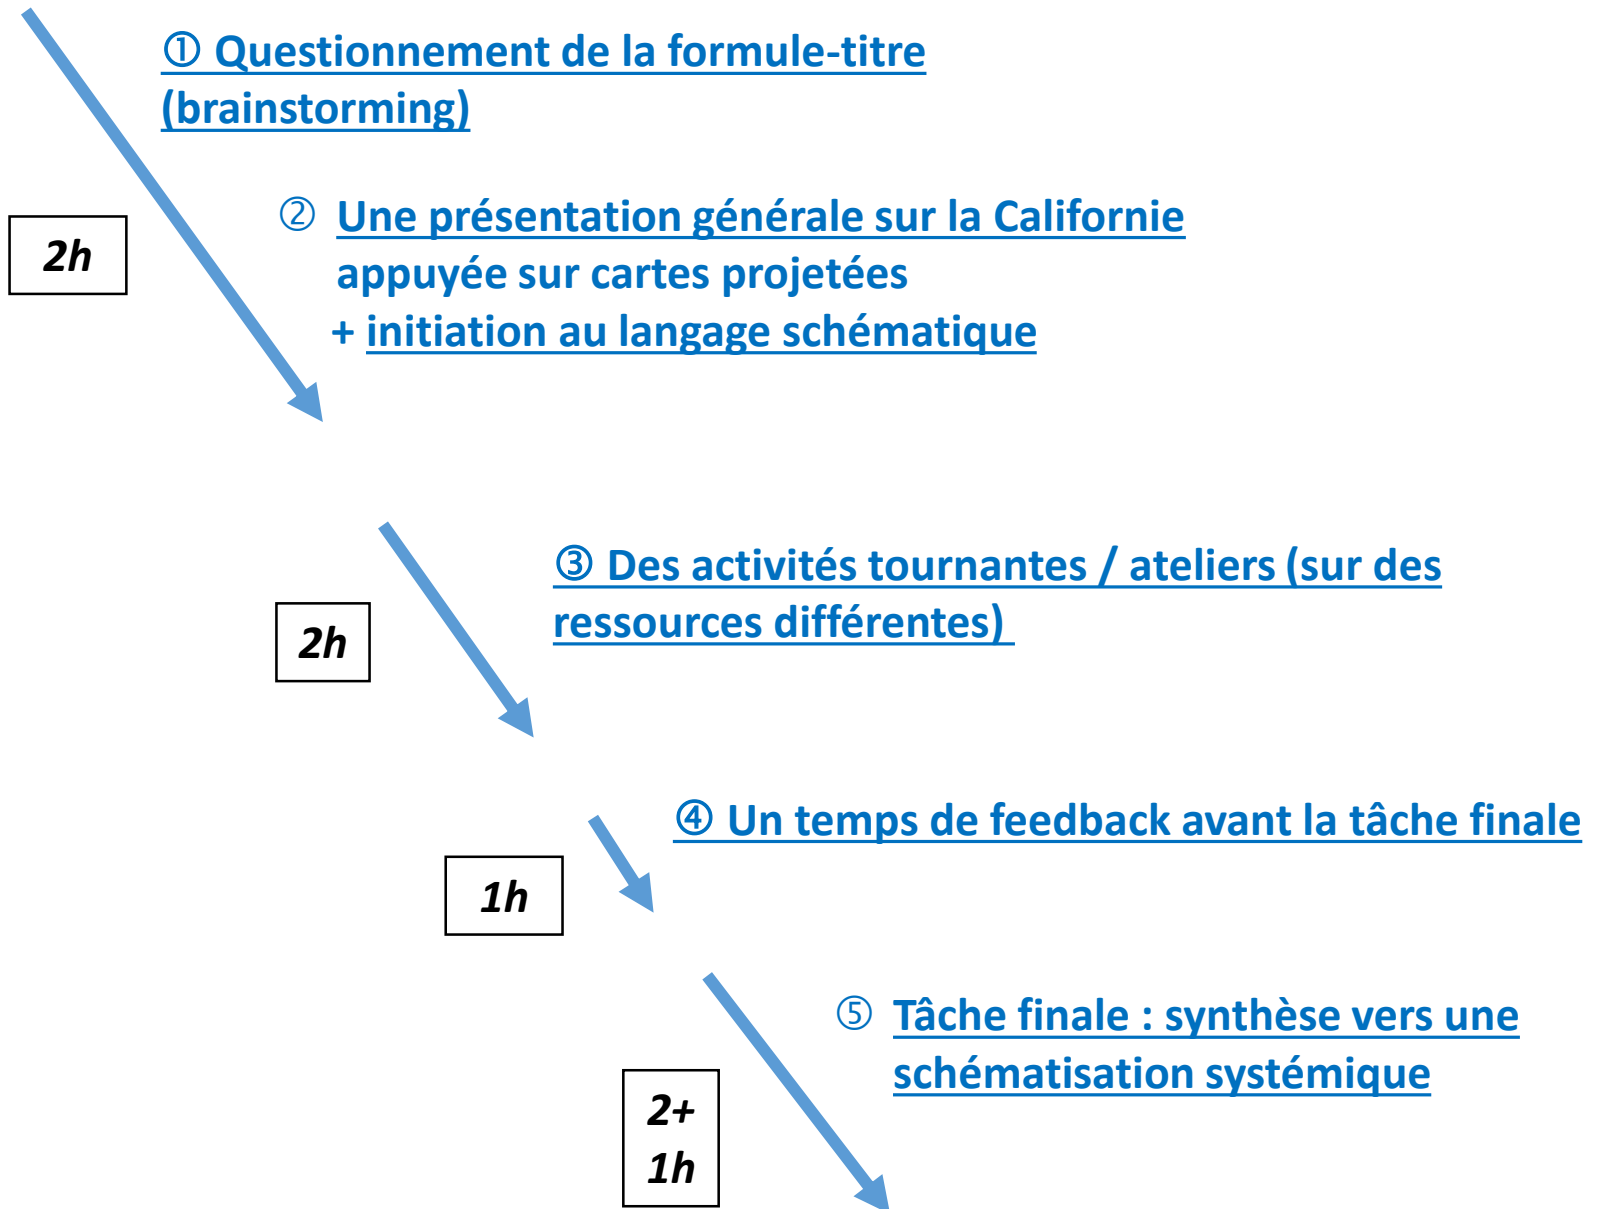 ① Questionnement de la formule-titre
(brainstorming)
② Une présentation générale sur la Californie
2h
appuyée sur cartes projetées
+ initiation au langage schématique
③ Des activités tournantes / ateliers (sur des
ressources différentes)
2h
④ Un temps de feedback avant la tâche finale
1h
⑤ Tâche finale : synthèse vers une
schématisation systémique
2+
1h